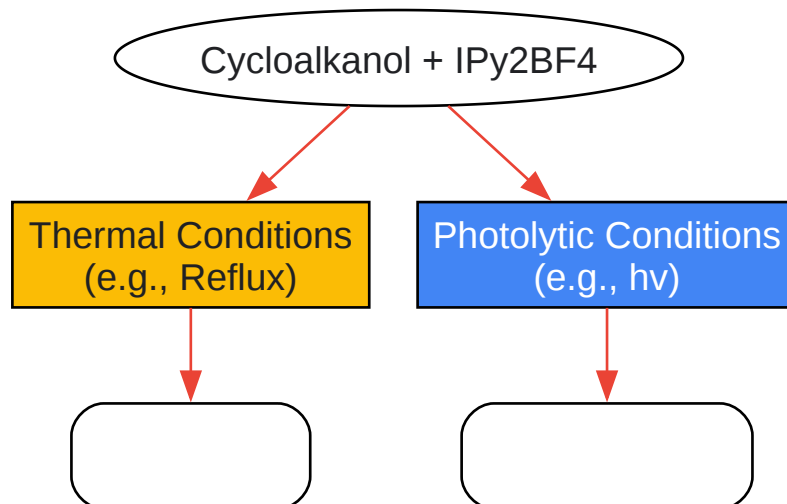 Cycloalkanol + IPy2BF4
Thermal Conditions
(e.g., Reflux)
Photolytic Conditions
(e.g., hv)